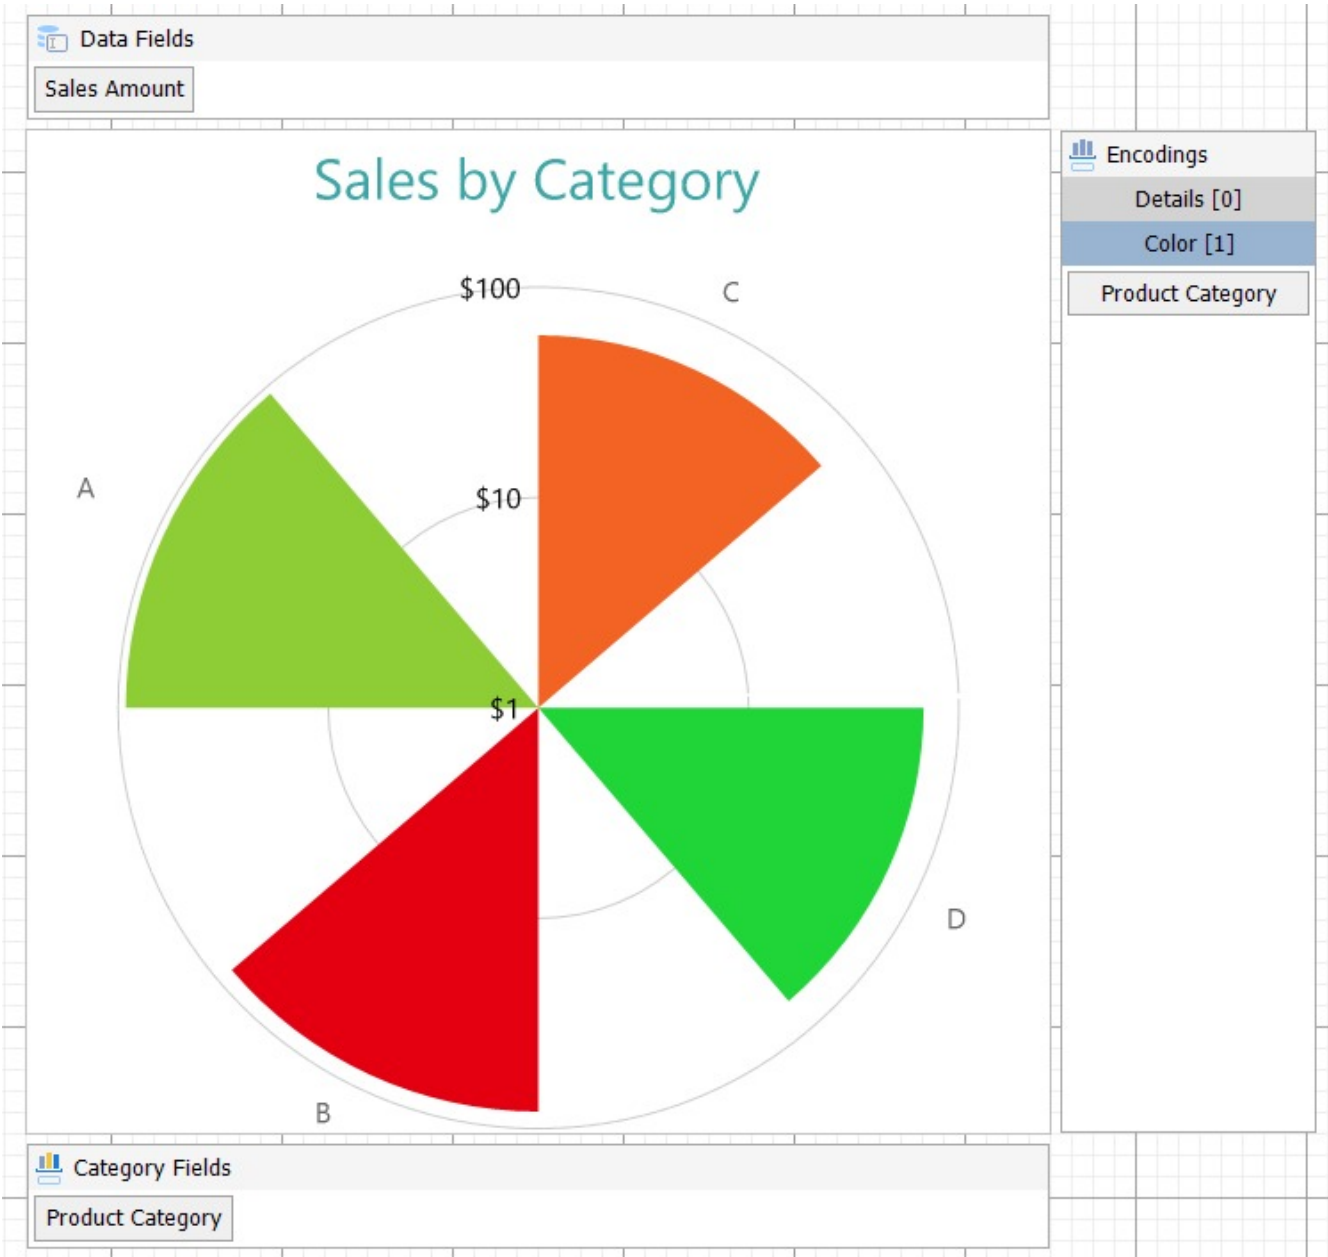 Data Fields
Sales Amount
Sales by Category
Encodings
Details [0]
Color [1]
Product Category
$100
C
A
$10
$1
D
B
Category Fields
Product Category